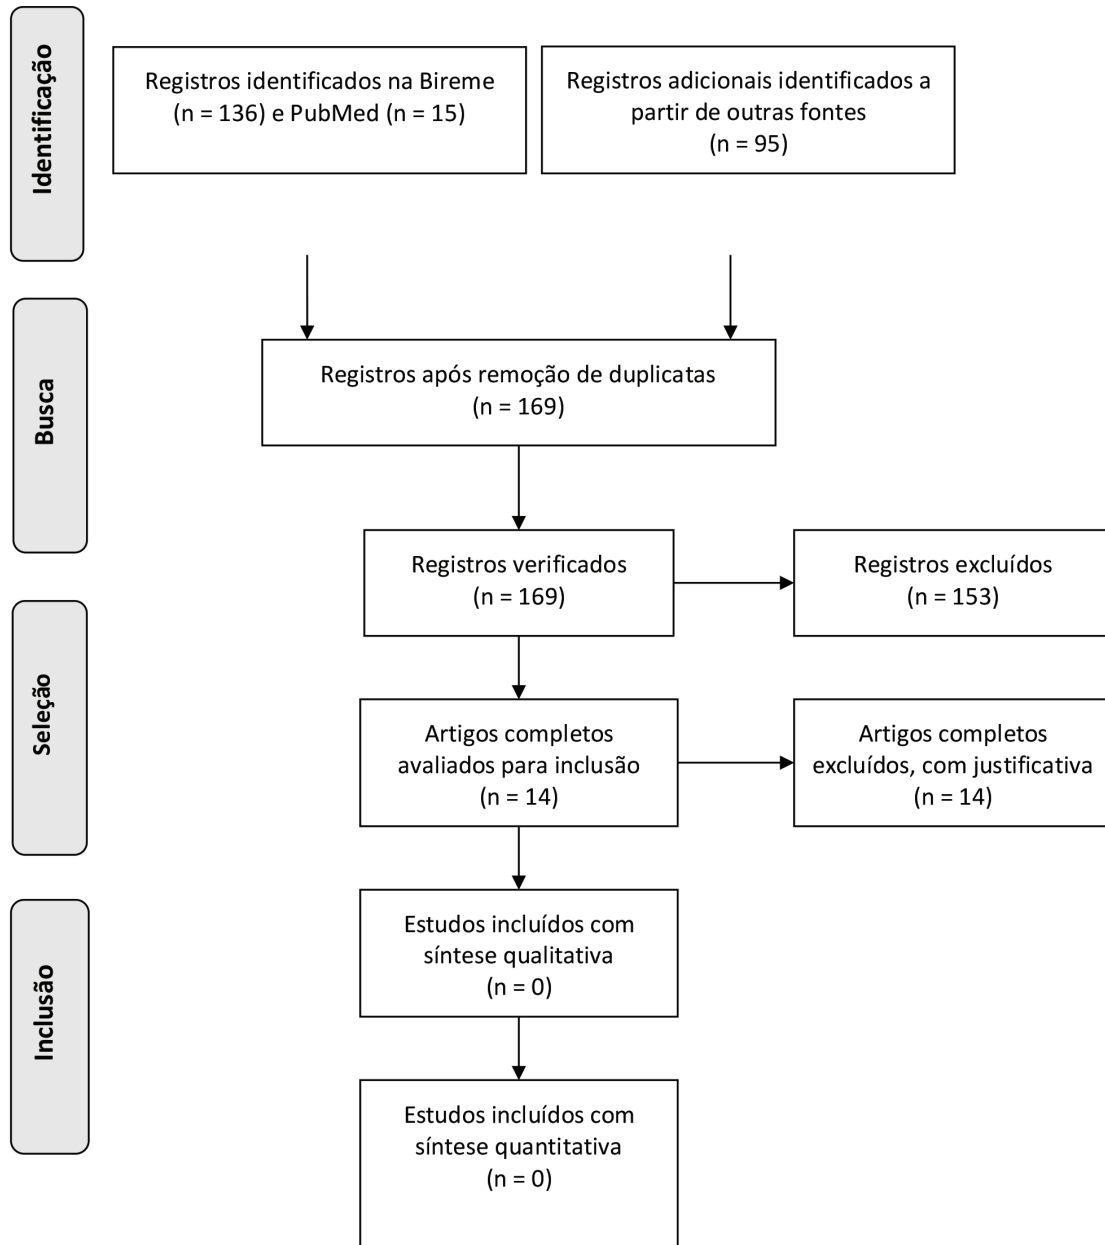 Identificação
Registros identificados na Bireme
(n = 136) e PubMed (n = 15)
Registros adicionais identificados a
partir de outras fontes
(n = 95)
Busca
Registros após remoção de duplicatas
(n = 169)
Registros verificados
(n = 169)
Registros excluídos
(n = 153)
Seleção
Artigos completos
avaliados para inclusão
(n = 14)
Artigos completos
excluídos, com justificativa
(n = 14)
Inclusão
Estudos incluídos com
síntese qualitativa
(n = 0)
Estudos incluídos com
síntese quantitativa
(n = 0)